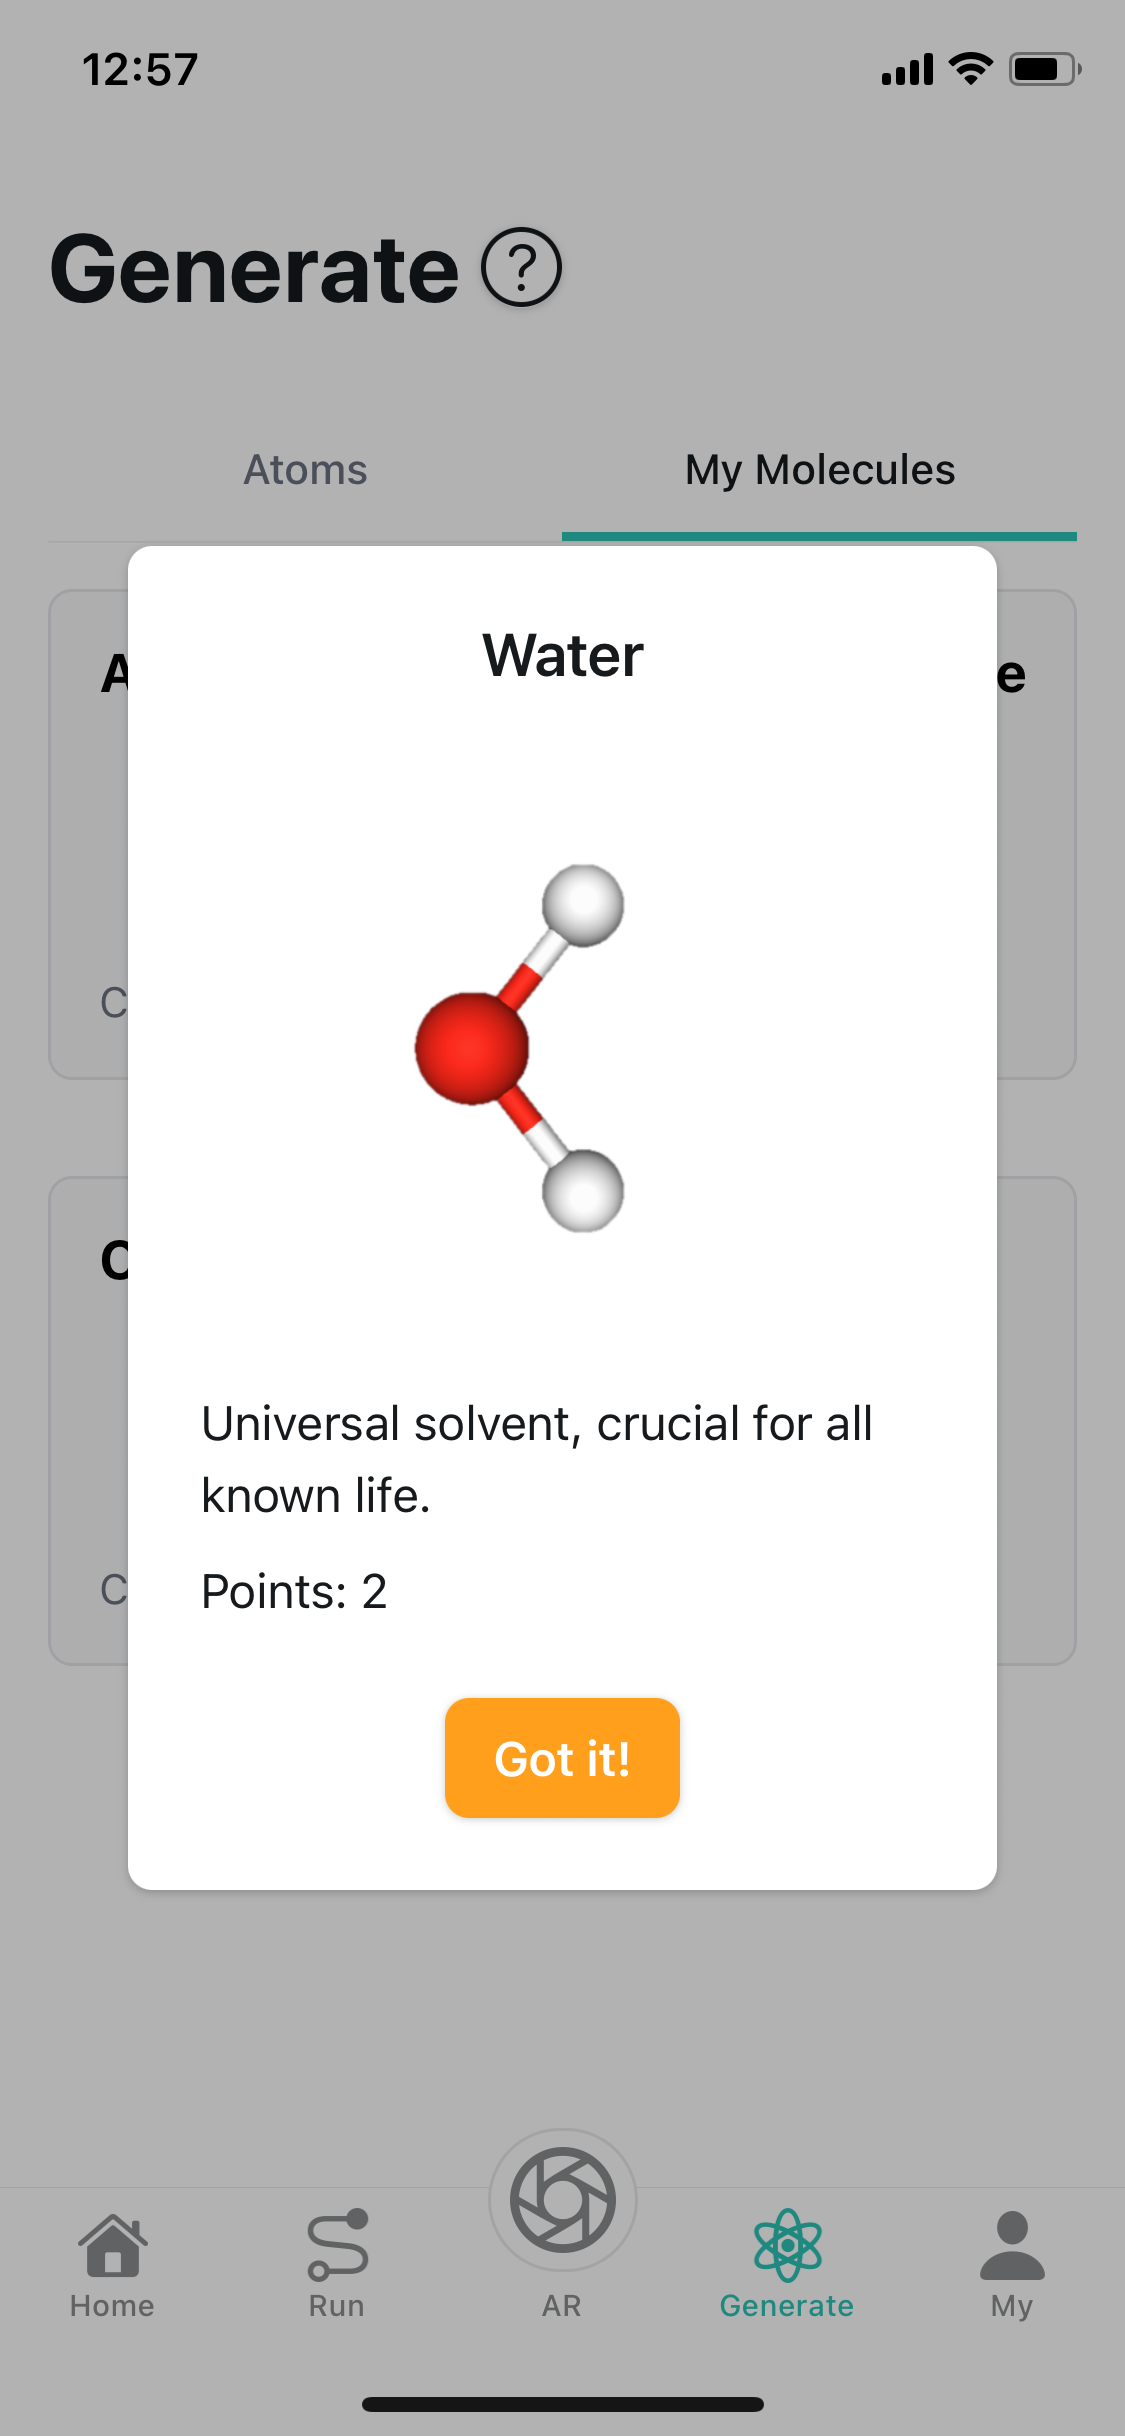 12:57
Generate ?
Atoms
My Molecules
Water
Universal solvent, crucial for all
known life.
Points: 2
Got it!
Home
Run
AR
Generate
My